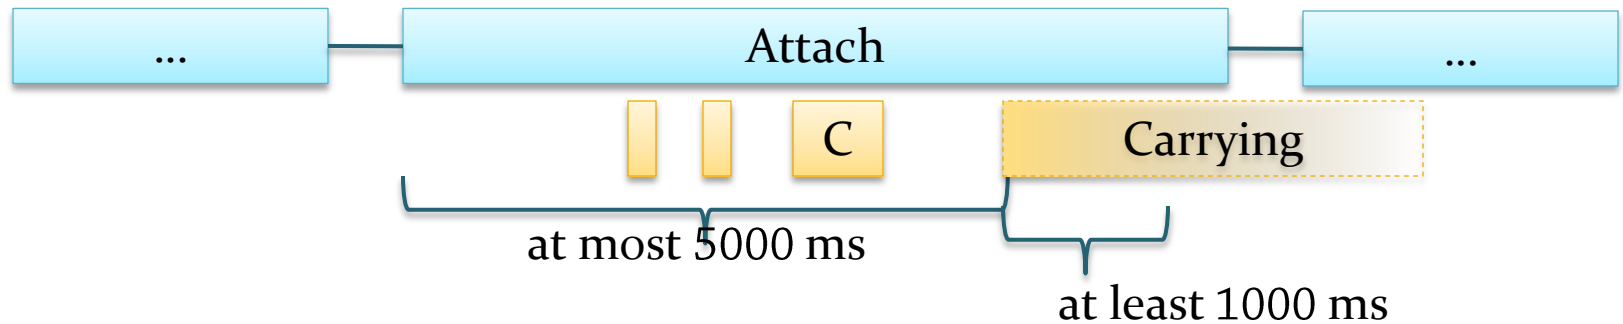 ...
Attach
...
C
Carrying
at most 5000 ms
at least 1000 ms